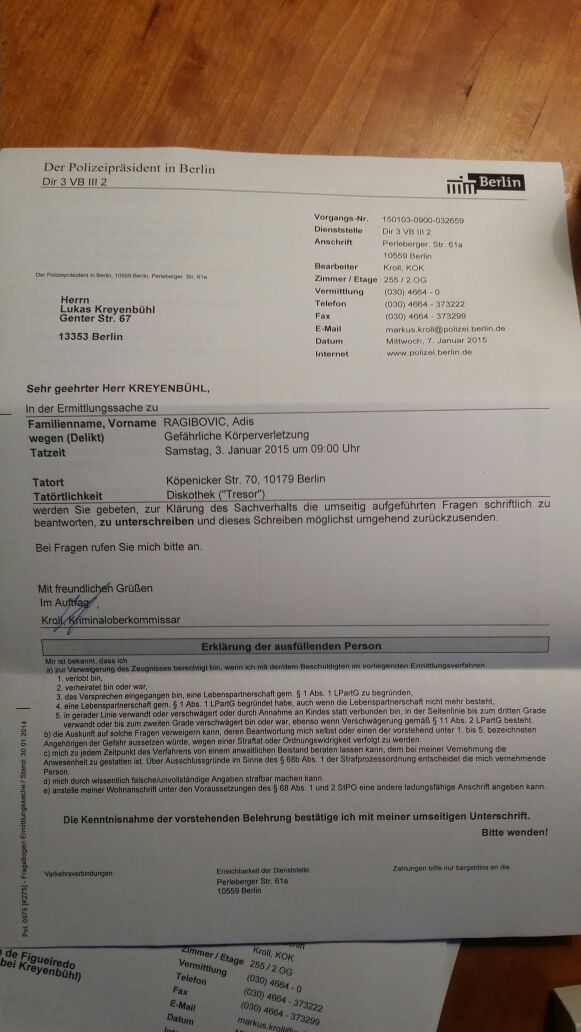 Der Polizeipräsident in Berlin
Dir 3 VB III 2
Berlin
Vorgangs-Nr. 150103-0900-032659
Dienststelle Dir 3 VB III 2
Anschrift Perleberger. Str. 61a
10559 Berlin
Bearbeiter Kroll, KOK
Zimmer / Etage 255 / 2.OG
Vermittlung (030) 4664 - 0
Telefon (030) 4664 - 373222
Fax (030) 4664 - 373299
E-Mail markus.kroll@polizei.berlin.de
Datum Mittwoch, 7. Januar 2015
Internet www.polizei.berlin.de
Der Polizeipräsident in Berlin, 10559 Berlin, Perleberger. Str. 61a
Herrn
Lukas Kreyenbühl
Genter Str. 67
13353 Berlin
Sehr geehrter Herr KREYENBÜHL,
In der Ermittlungssache zu
Familienname, Vorname RAGIBOVIC, Adis
wegen (Delikt) Gefährliche Körperverletzung
Tatzeit Samstag, 3. Januar 2015 um 09:00 Uhr
Tatort Köpenicker Str. 70, 10179 Berlin
Tatörtlichkeit Diskothek ("Tresor")
werden Sie gebeten, zur Klärung des Sachverhalts die umseitig aufgeführten Fragen schriftlich zu
beantworten, zu unterschreiben und dieses Schreiben möglichst umgehend zurückzusenden.
Bei Fragen rufen Sie mich bitte an.
Mit freundlichen Grüßen
Im Auftrag
Kroll, Kriminaloberkommissar
Erklärung der ausfüllenden Person
Mir ist bekannt, dass ich
a) zur Verweigerung des Zeugnisses berechtigt bin, wenn ich mit der/dem Beschuldigten im vorliegenden Ermittlungsverfahren
1. verlobt bin,
2. verheiratet bin oder war,
3. das Versprechen eingegangen bin, eine Lebenspartnerschaft gem. § 1 Abs. 1 LPartG zu begründen,
4. eine Lebenspartnerschaft gem. § 1 Abs. 1 LPartG begründet habe, auch wenn die Lebenspartnerschaft nicht mehr besteht,
5. in gerader Linie verwandt oder verschwägert oder durch Annahme an Kindes statt verbunden bin, in der Seitenlinie bis zum dritten Grade
verwandt oder bis zum zweiten Grade verschwägert bin oder war, ebenso wenn Verschwägerung gemäß § 11 Abs. 2 LPartG besteht.
b) die Auskunft auf solche Fragen verweigern kann, deren Beantwortung mich selbst oder einen der vorstehend unter 1. bis 5. bezeichneten
Angehörigen der Gefahr aussetzen würde, wegen einer Straftat oder Ordnungswidrigkeit verfolgt zu werden.
c) mich zu jedem Zeitpunkt des Verfahrens von einem anwaltlichen Beistand beraten lassen kann, dem bei meiner Vernehmung die
Anwesenheit zu gestatten ist. Über Ausschlussgründe im Sinne des § 68b Abs. 1 der Strafprozessordnung entscheidet die mich vernehmende
Person.
d) mich durch wissentlich falsche/unvollständige Angaben strafbar machen kann.
e) anstelle meiner Wohnanschrift unter den Voraussetzungen des § 68 Abs. 1 und 2 StPO eine andere ladungsfähige Anschrift angeben kann.
Die Kenntnisnahme der vorstehenden Belehrung bestätige ich mit meiner umseitigen Unterschrift.
Bitte wenden!
Verkehrsverbindungen:
Erreichbarkeit der Dienststelle:
Perleberger Str. 61a
10559 Berlin
Zahlungen bitte nur bargeldlos an die
Pol. 0975 [K275] - Fragebogen Ermittlungssache / Stand: 30.01.2014
de Figueiredo
bei Kreyenbühl)
Kroll, KOK
Zimmer / Etage 255 / 2.OG
Vermittlung (030) 4664 - 0
Telefon (030) 4664 - 373222
Fax (030) 4664 - 373299
E-Mail markus.kroll@
Datum